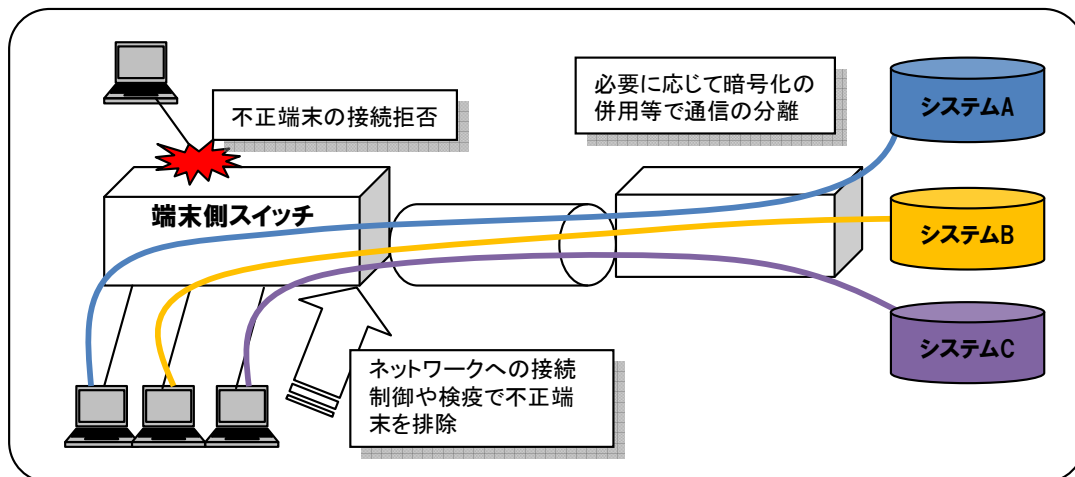 不正端末の接続拒否
必要に応じて暗号化の
併用等で通信の分離
システムA
端末側スイッチ
システムB
システムC
ネットワークへの接続
制御や検疫で不正端
末を排除